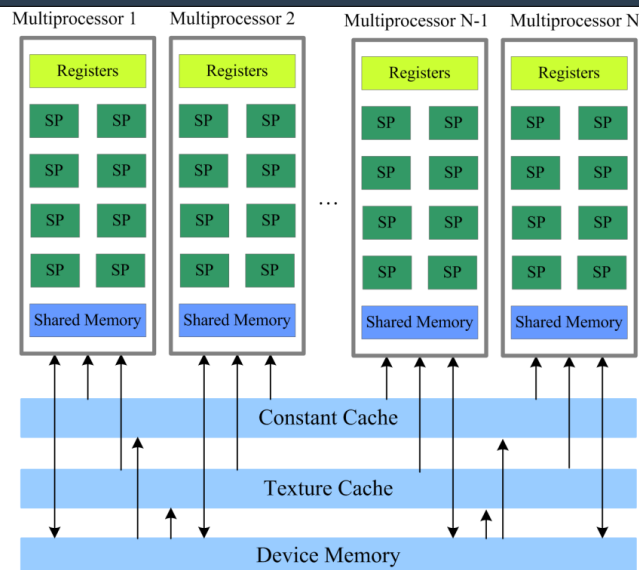 Multiprocessor 1
Multiprocessor 2
Multiprocessor N-1
Multiprocessor N
Registers
Registers
Registers
Registers
SP SP
SP SP
SP SP
SP SP
SP SP
SP SP
SP SP
SP SP
...
SP SP
SP SP
SP SP
SP SP
SP SP
SP SP
SP SP
SP SP
Shared Memory
Shared Memory
Shared Memory
Shared Memory
Constant Cache
Texture Cache
Device Memory